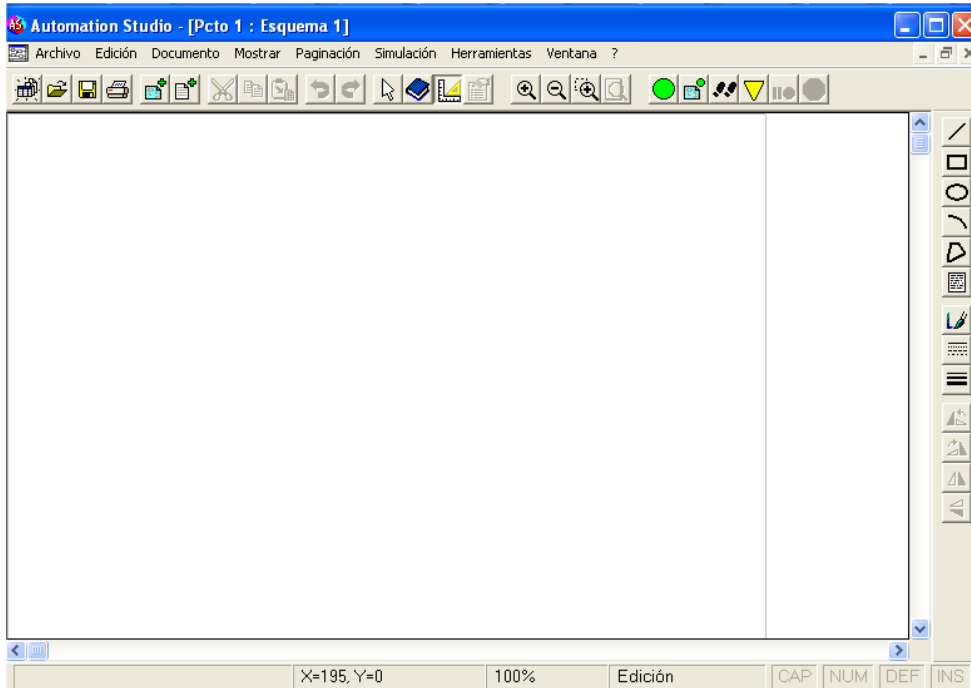 AS Automation Studio - [Pcto 1 : Esquema 1]
Archivo Edición Documento Mostrar Paginación Simulación Herramientas Ventana ?
X=195, Y=0 100% Edición CAP NUM DEF INS